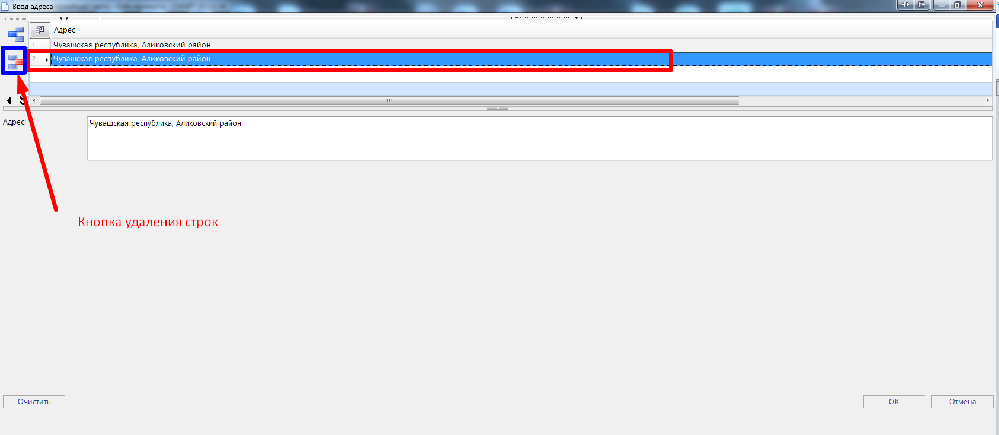 Ввод адреса
Адрес
1 Чувашская республика, Аликовский район
2 Чувашская республика, Аликовский район
Адрес:
Чувашская республика, Аликовский район
Кнопка удаления строк
Очистить
ОК
Отмена